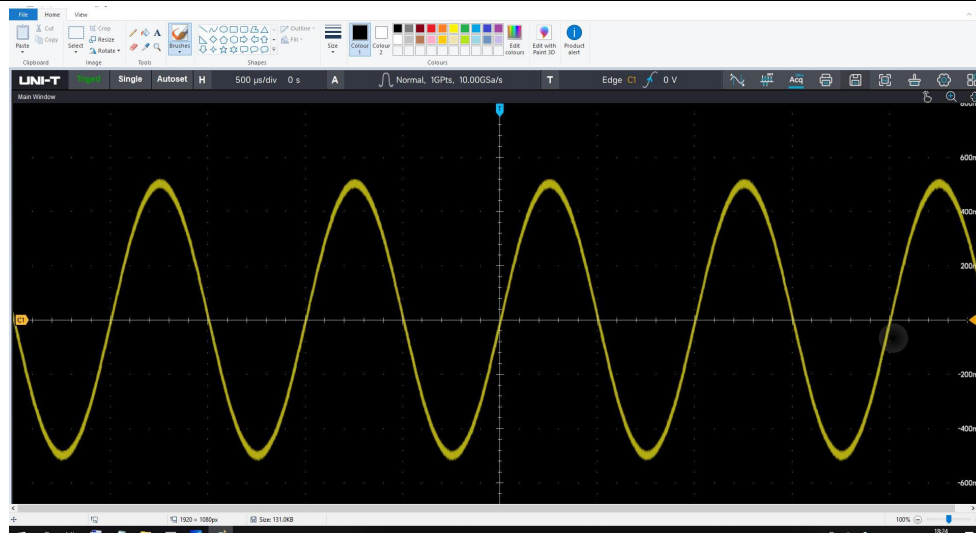 File Home View
Cut
Copy
Paste
Select
Crop
Resize
Rotate
A
Brushes
Outline
Fill
Size
Colour 1
Colour 2
Edit colours
Edit with Paint 3D
Product alert
Clipboard Image Tools Shapes Colours
UNI-T Triged Single Autoset H 500 µs/div 0 s A Normal, 1GPts, 10.00GSa/s T Edge C1 0 V Acq
Main Window
T
600m
400m
200m
C1
-200m
-400m
-600m
1920 × 1080px Size: 131.0KB 100%
18:24